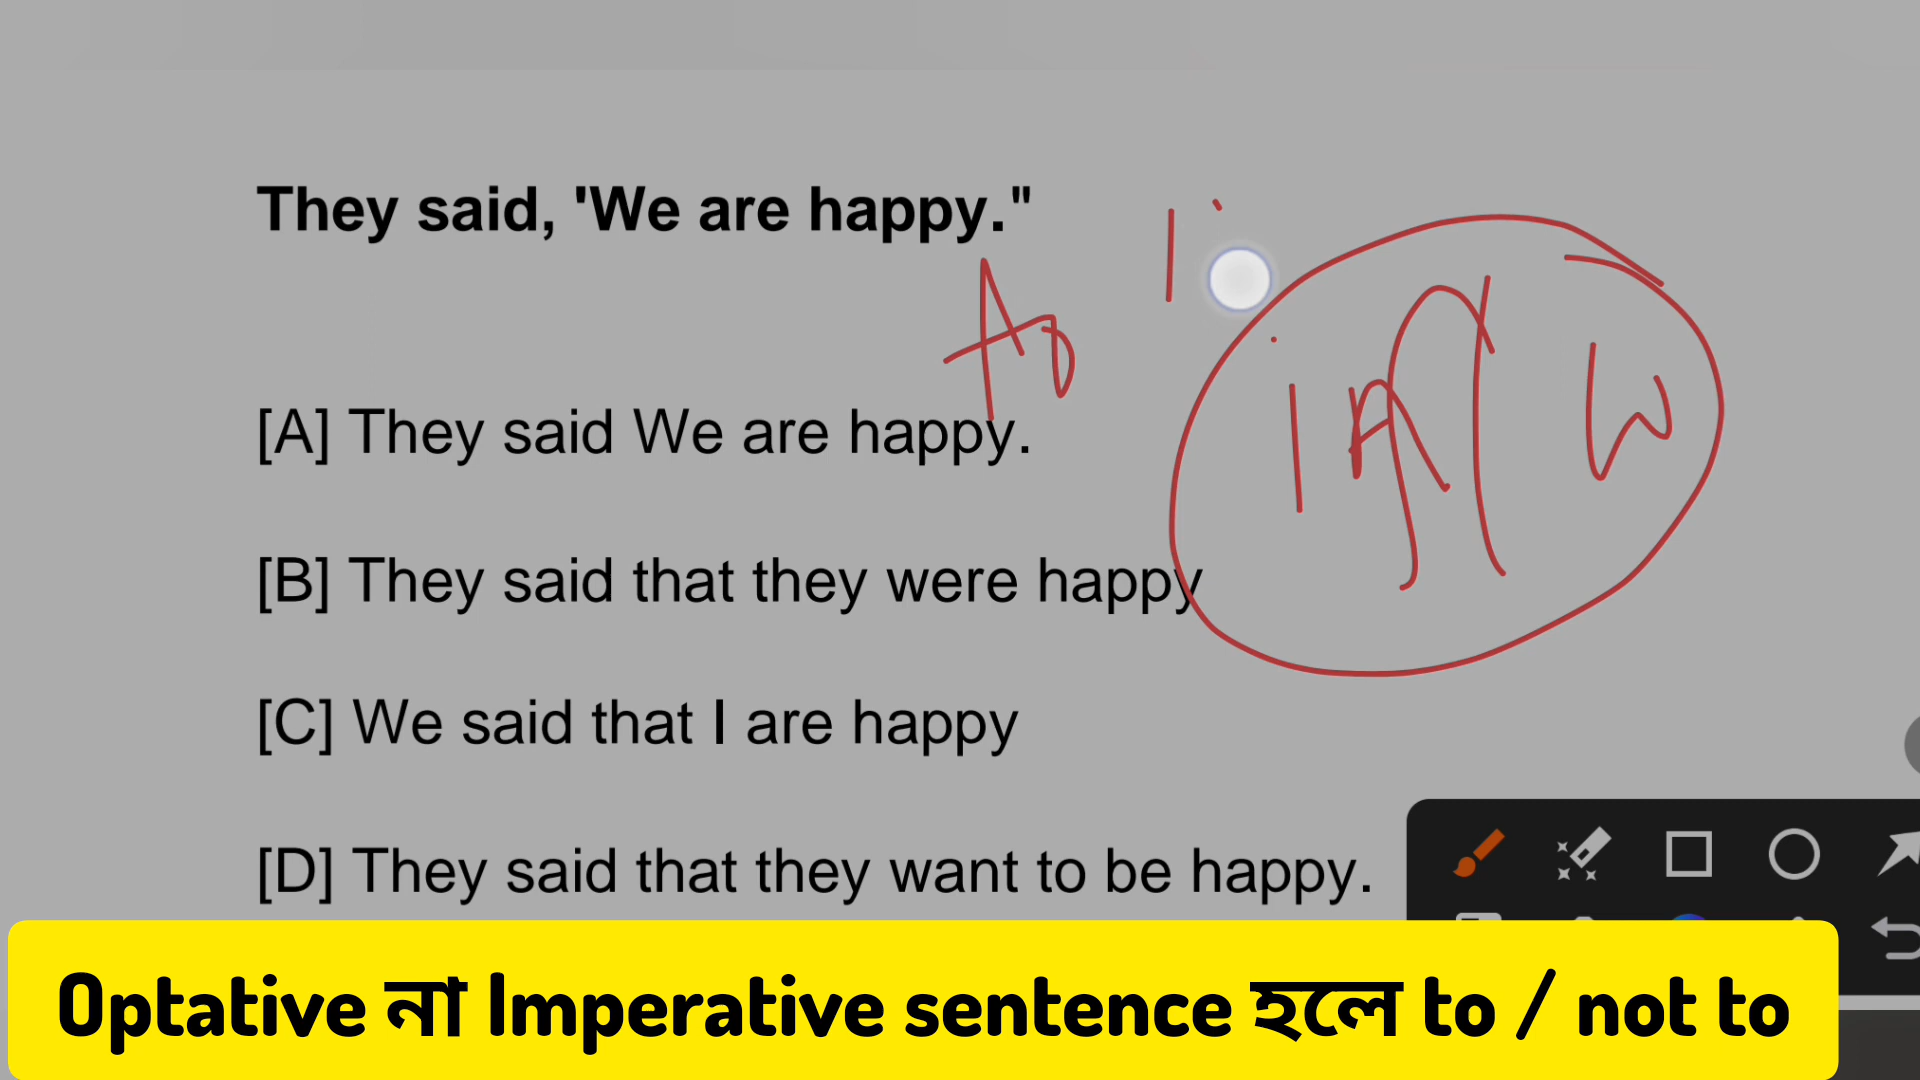 They said, 'We are happy."
[A] They said We are happy.
[B] They said that they were happy
[C] We said that I are happy
[D] They said that they want to be happy.
Optative না Imperative sentence হলে to / not to